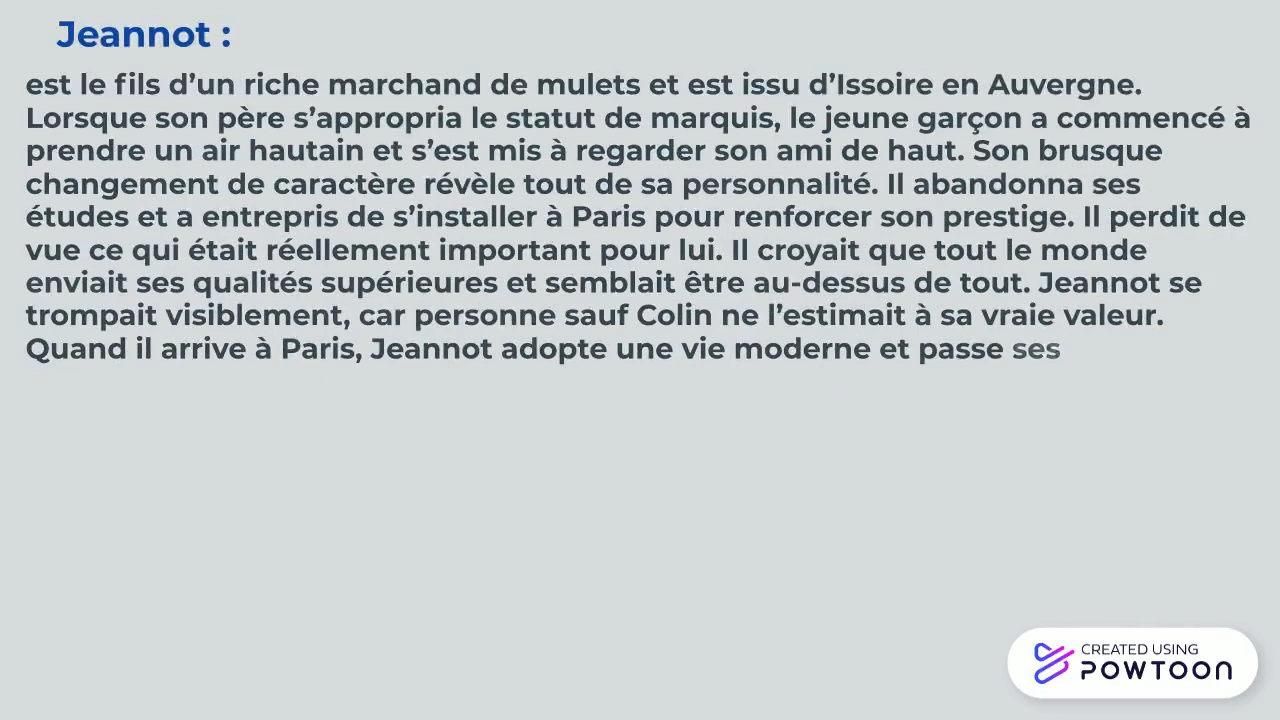 Jeannot :
est le fils d’un riche marchand de mulets et est issu d’Issoire en Auvergne.
Lorsque son père s’appropria le statut de marquis, le jeune garçon a commencé à
prendre un air hautain et s’est mis à regarder son ami de haut. Son brusque
changement de caractère révèle tout de sa personnalité. Il abandonna ses
études et a entrepris de s’installer à Paris pour renforcer son prestige. Il perdit de
vue ce qui était réellement important pour lui. Il croyait que tout le monde
enviait ses qualités supérieures et semblait être au-dessus de tout. Jeannot se
trompait visiblement, car personne sauf Colin ne l’estimait à sa vraie valeur.
Quand il arrive à Paris, Jeannot adopte une vie moderne et passe ses
CREATED USING
POWTOON